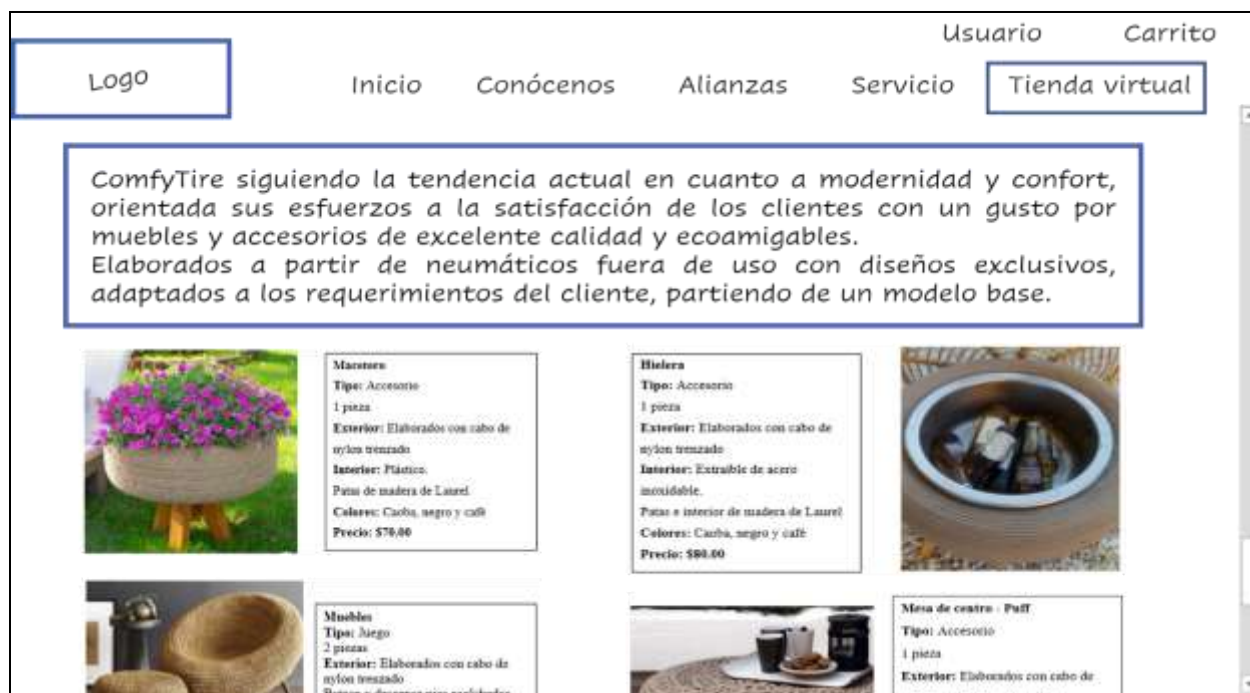 Usuario Carrito
Logo Inicio Conócenos Alianzas Servicio Tienda virtual
ComfyTire siguiendo la tendencia actual en cuanto a modernidad y confort,
orientada sus esfuerzos a la satisfacción de los clientes con un gusto por
muebles y accesorios de excelente calidad y ecoamigables.
Elaborados a partir de neumáticos fuera de uso con diseños exclusivos,
adaptados a los requerimientos del cliente, partiendo de un modelo base.
Macetero
Tipo: Accesorio
1 pieza
Exterior: Elaborados con cabo de
nylon trenzado
Interior: Plástico.
Patas de madera de Laurel.
Colores: Caoba, negro y café
Precio: $70.00
Hielera
Tipo: Accesorio
1 pieza
Exterior: Elaborados con cabo de
nylon trenzado
Interior: Extraíble de acero
inoxidable.
Patas e interior de madera de Laurel
Colores: Caoba, negro y café
Precio: $80.00
Muebles
Tipo: Juego
2 piezas
Exterior: Elaborados con cabo de
nylon trenzado
Mesa de centro - Puff
Tipo: Accesorio
1 pieza
Exterior: Elaborados con cabo de